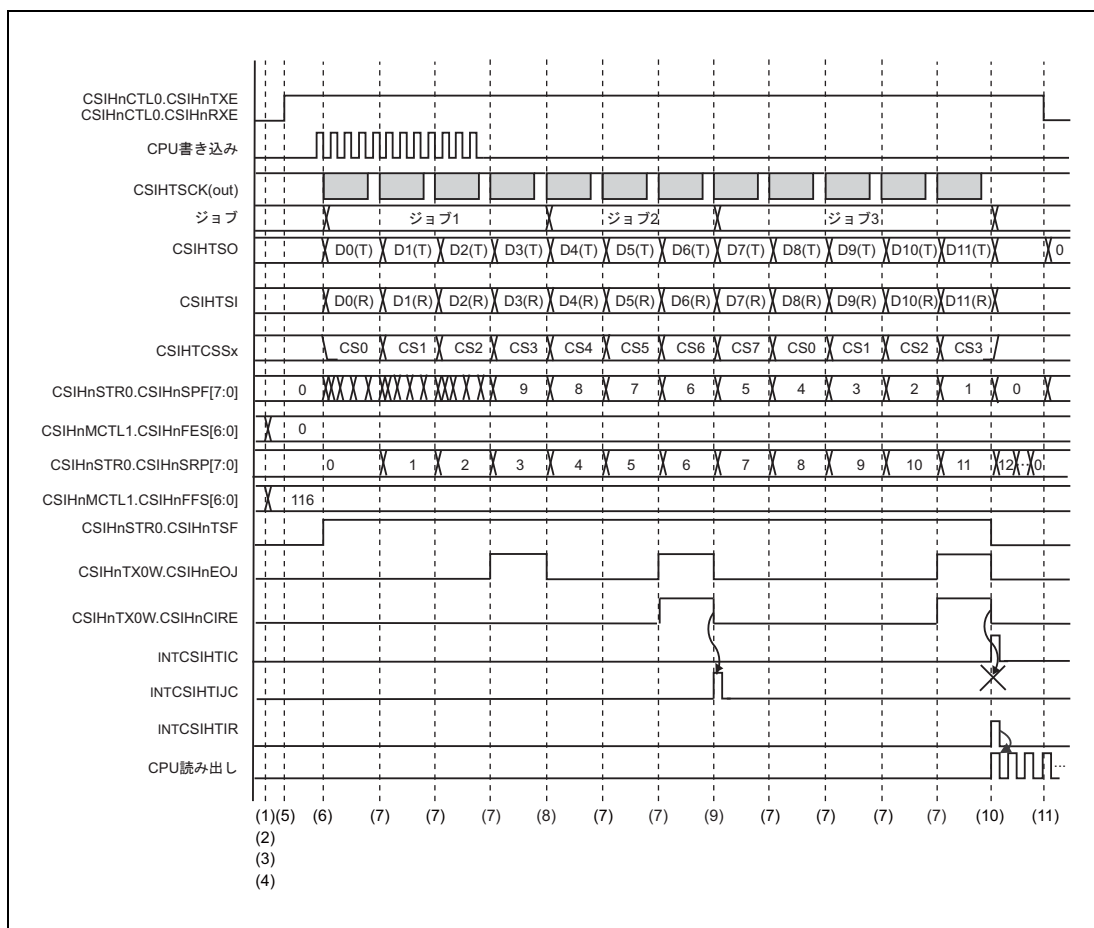 CSIHnCTL0.CSIHnTXE
CSIHnCTL0.CSIHnRXE
CPU書き込み
CSIHTSCK(out)
ジョブ ジョブ1 ジョブ2 ジョブ3
CSIHTSO D0(T) D1(T) D2(T) D3(T) D4(T) D5(T) D6(T) D7(T) D8(T) D9(T) D10(T) D11(T) 0
CSIHTSI D0(R) D1(R) D2(R) D3(R) D4(R) D5(R) D6(R) D7(R) D8(R) D9(R) D10(R) D11(R)
CSIHTCSSx CS0 CS1 CS2 CS3 CS4 CS5 CS6 CS7 CS0 CS1 CS2 CS3
CSIHnSTR0.CSIHnSPF[7:0] 0 9 8 7 6 5 4 3 2 1 0
CSIHnMCTL1.CSIHnFES[6:0] 0
CSIHnSTR0.CSIHnSRP[7:0] 0 1 2 3 4 5 6 7 8 9 10 11 12 ... 0
CSIHnMCTL1.CSIHnFFS[6:0] 116
CSIHnSTR0.CSIHnTSF
CSIHnTX0W.CSIHnEOJ
CSIHnTX0W.CSIHnCIRE
INTCSIHTIC
INTCSIHTIJC
INTCSIHTIR
CPU読み出し ...
(1)(5) (6) (7) (7) (7) (8) (7) (7) (9) (7) (7) (7) (7) (10) (11)
(2)
(3)
(4)